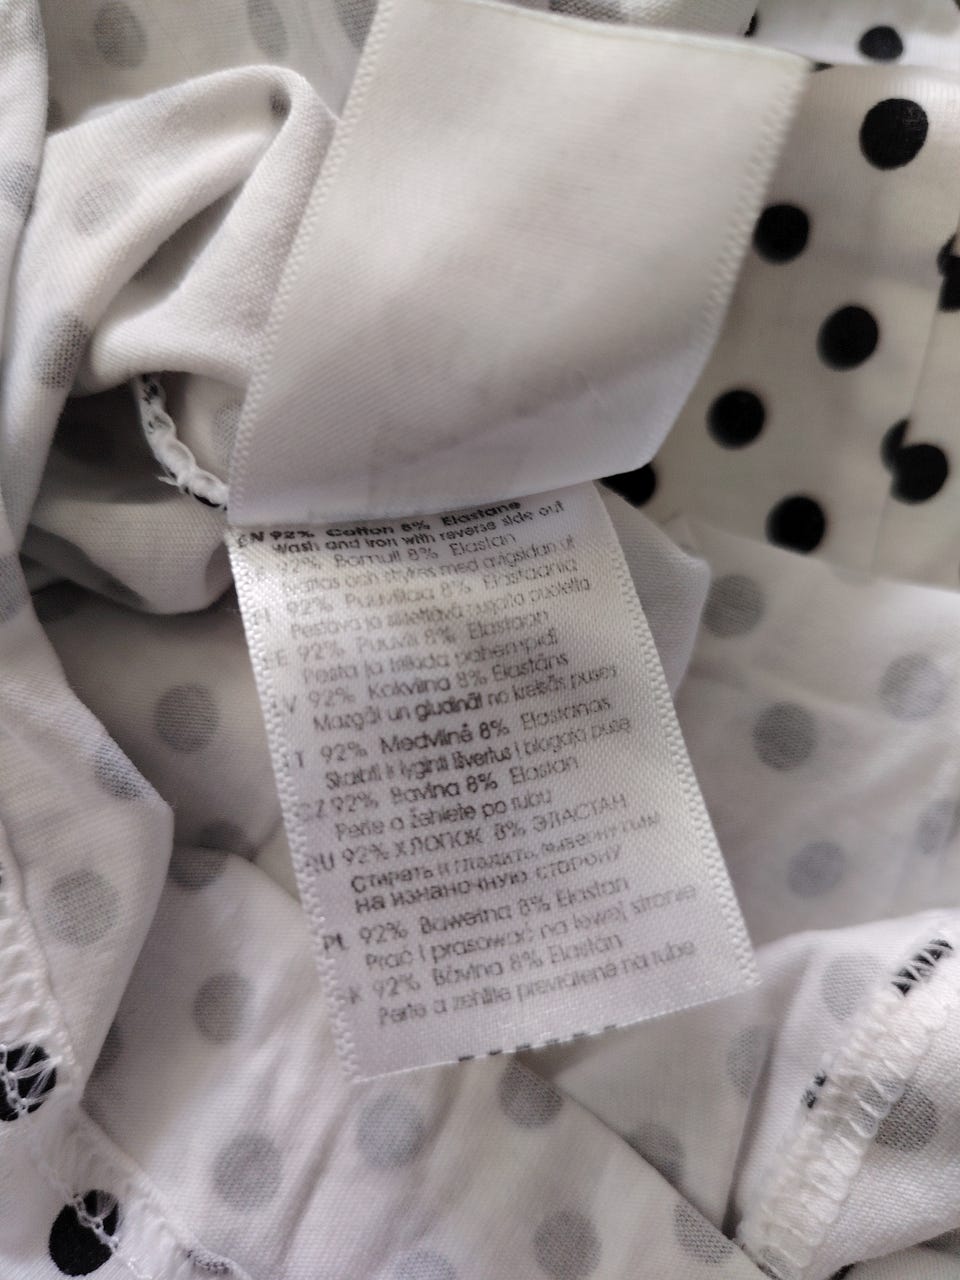 EN 92% Cotton 8% Elastane
Wash and iron with reverse side out
92% Bomull 8% Elastan
Tvättas och strykes med avigsidan ut
FI 92% Puuvillaa 8% Elastaania
Pestävä ja silitettävä nurjalta puolelta
EE 92% Puuvill 8% Elastaan
Pesta ja triikida pahempidi
LV 92% Kokvilna 8% Elastāns
Mazgāt un gludināt no kreisās puses
LT 92% Medvilnė 8% Elastanas
Skalbti ir lyginti išvertus į blogąją pusę
CZ 92% Bavlna 8% Elastan
Perte a žehlete po rubu
RU 92% ХЛОПОК 8% ЭЛАСТАН
Стирать и гладить, вывернутым
на изнаночную сторону
PL 92% Bawełna 8% Elastan
Prać i prasować na lewej stronie
SK 92% Bavlna 8% Elastán
Perte a žehlite prevrátené na rube